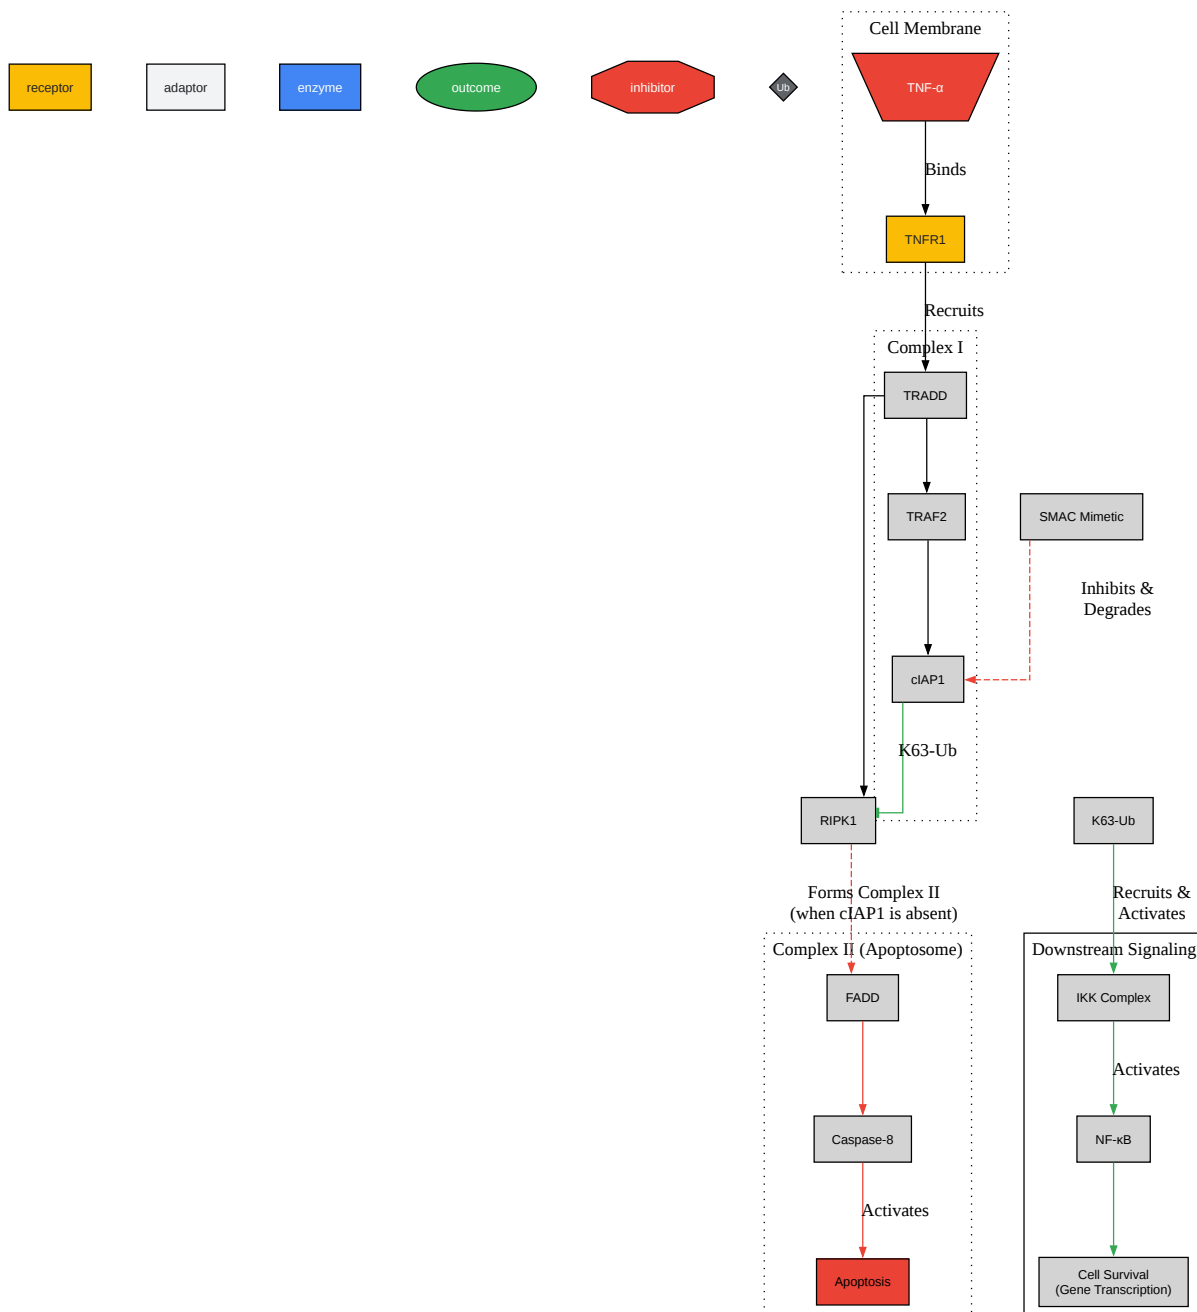 Cell Membrane
receptor
adaptor
enzyme
outcome
inhibitor
Ub
TNF-α
Binds
TNFR1
Recruits
Complex I
TRADD
TRAF2
SMAC Mimetic
Inhibits &
Degrades
cIAP1
K63-Ub
RIPK1
K63-Ub
Forms Complex II
(when cIAP1 is absent)
Recruits &
Activates
Complex II (Apoptosome)
Downstream Signaling
FADD
IKK Complex
Activates
Caspase-8
NF-κB
Activates
Apoptosis
Cell Survival
(Gene Transcription)